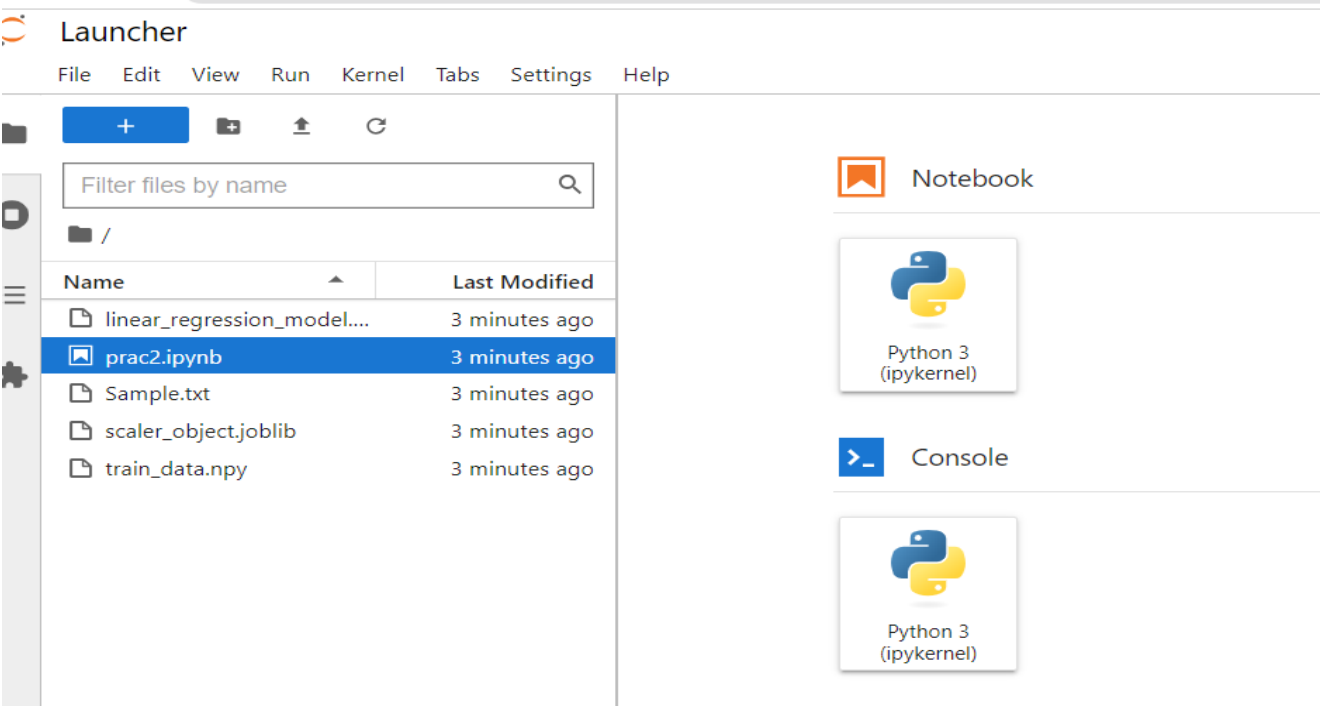 Launcher
File Edit View Run Kernel Tabs Settings Help
+
Filter files by name
/
Name Last Modified
linear_regression_model.... 3 minutes ago
prac2.ipynb 3 minutes ago
Sample.txt 3 minutes ago
scaler_object.joblib 3 minutes ago
train_data.npy 3 minutes ago
Notebook
Python 3
(ipykernel)
Console
Python 3
(ipykernel)